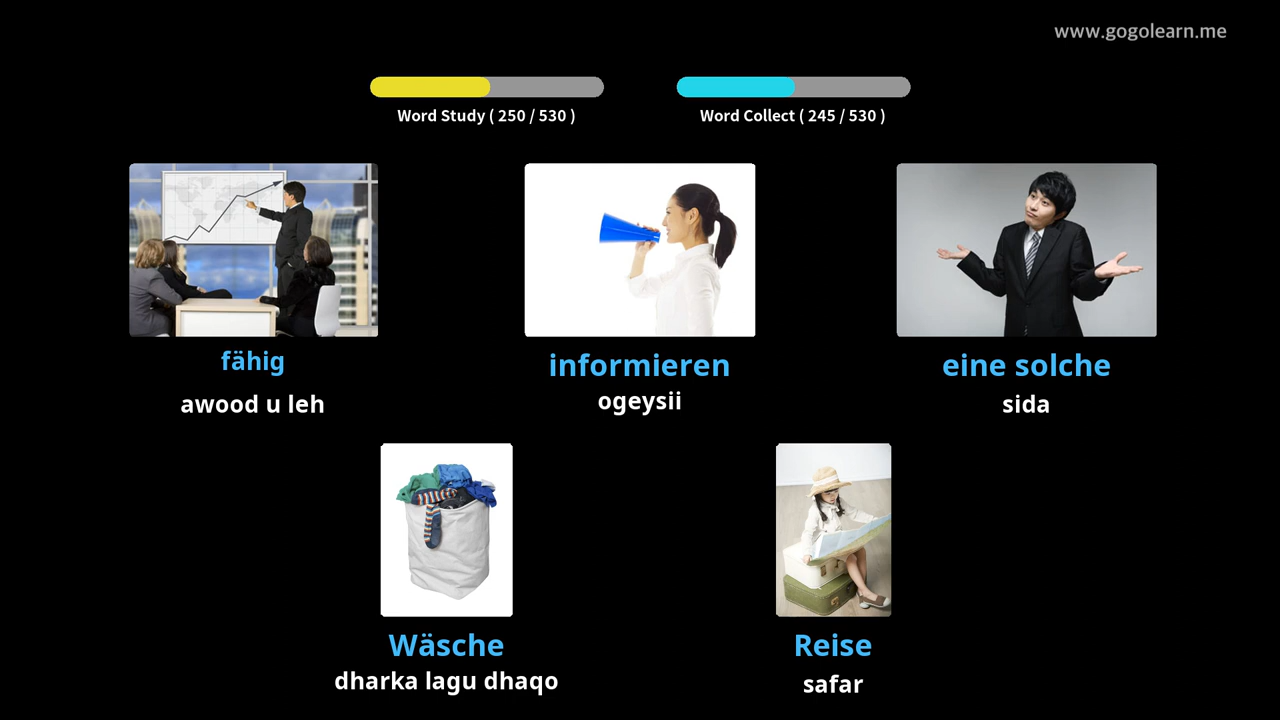 www.gogolearn.me
Word Study ( 250 / 530 )
Word Collect ( 245 / 530 )
fähig
awood u leh
informieren
ogeysii
eine solche
sida
Wäsche
dharka lagu dhaqo
Reise
safar